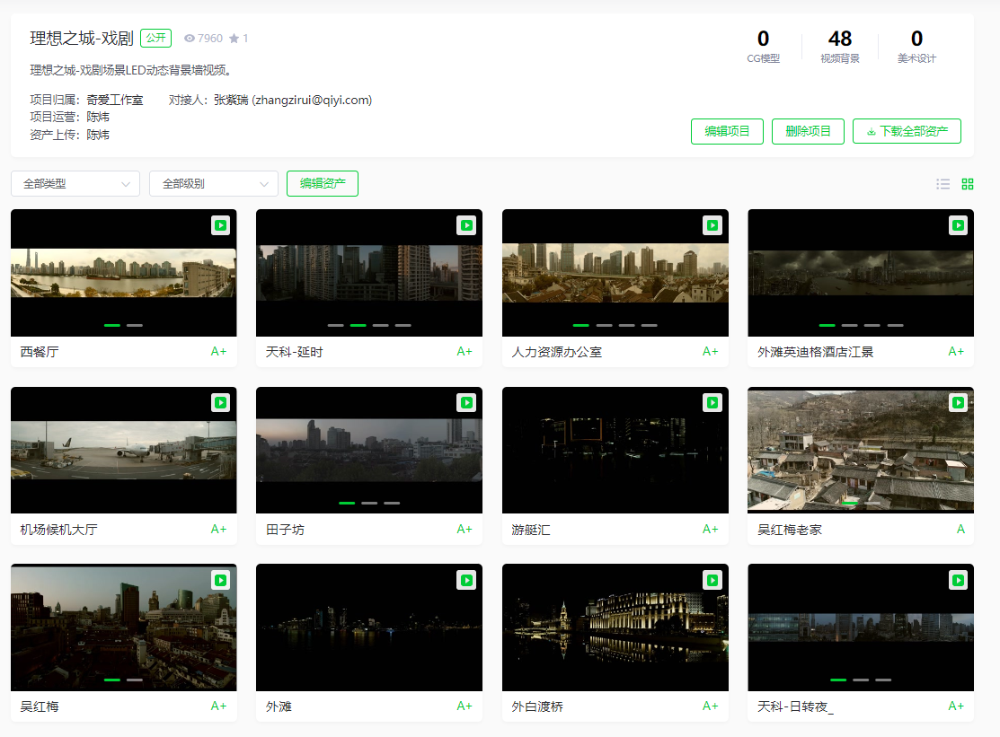 理想之城-戏剧 公开 7960 1
理想之城-戏剧场景LED动态背景墙视频。
项目归属：奇爱工作室 对接人：张紫瑞 (zhangzirui@qiyi.com)
项目运营：陈炜
资产上传：陈炜
0 48 0
CG模型 视频背景 美术设计
编辑项目 删除项目 下载全部资产
全部类型 全部级别 编辑资产
西餐厅 A+ 天科-延时 A+ 人力资源办公室 A+ 外滩英迪格酒店江景 A+
机场候机大厅 A+ 田子坊 A+ 游艇汇 A+ 吴红梅老家 A
吴红梅 A+ 外滩 A+ 外白渡桥 A+ 天科-日转夜_ A+